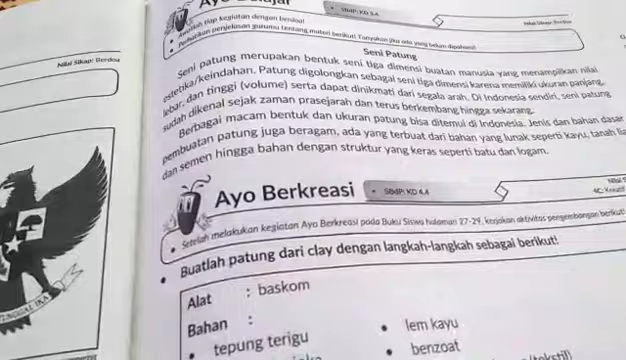 Ayo Belajar
SBdP: KD 3.4
Nilai Sikap: Berdoa
Awalilah tiap kegiatan dengan berdoa!
Perhatikan penjelasan gurumu tentang materi berikut! Tanyakan jika ada yang belum dipahami!
Seni Patung
Seni patung merupakan bentuk seni tiga dimensi buatan manusia yang menampilkan nilai
estetika/keindahan. Patung digolongkan sebagai seni tiga dimensi karena memiliki ukuran panjang,
lebar, dan tinggi (volume) serta dapat dinikmati dari segala arah. Di Indonesia sendiri, seni patung
sudah dikenal sejak zaman prasejarah dan terus berkembang hingga sekarang.
Berbagai macam bentuk dan ukuran patung bisa ditemui di Indonesia. Jenis dan bahan dasar
pembuatan patung juga beragam, ada yang terbuat dari bahan yang lunak seperti kayu, tanah
dan semen hingga bahan dengan struktur yang keras seperti batu dan logam.
Ayo Berkreasi
SBdP: KD 4.4
4C: Kreatif
Setelah melakukan kegiatan Ayo Berkreasi pada Buku Siswa halaman 27-29, kerjakan aktivitas pengembangan berikut!
Buatlah patung dari clay dengan langkah-langkah sebagai berikut!
Alat : baskom
Bahan :
• tepung terigu
• lem kayu
• benzoat
Nilai Sikap: Berdoa
TUNGGAL IKA